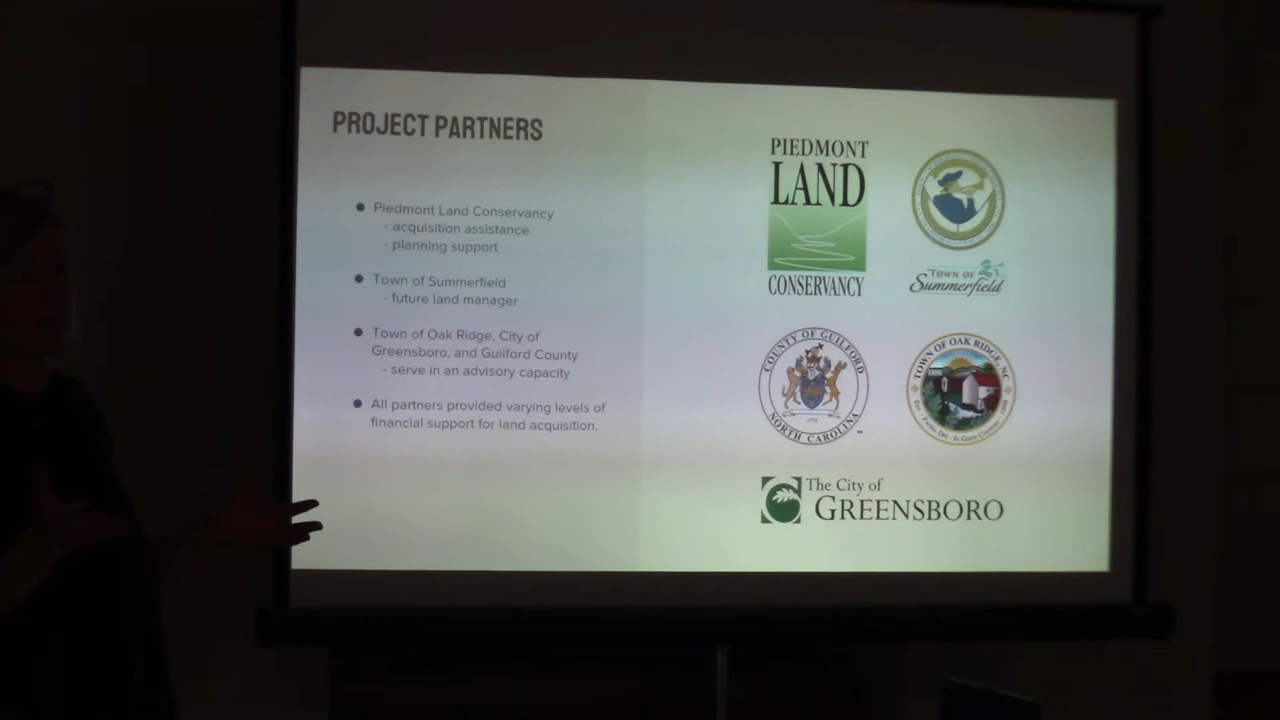 PROJECT PARTNERS
● Piedmont Land Conservancy
- acquisition assistance
- planning support
● Town of Summerfield
- future land manager
● Town of Oak Ridge, City of
Greensboro, and Guilford County
- serve in an advisory capacity
● All partners provided varying levels of
financial support for land acquisition.
PIEDMONT
LAND
CONSERVANCY
TOWN OF
Summerfield
COUNTY OF GUILFORD
NORTH CAROLINA
TOWN OF OAK RIDGE, NC
The City of
GREENSBORO